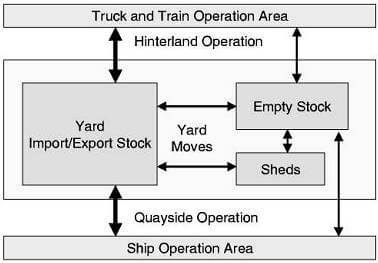 Truck and Train Operation Area
Hinterland Operation
Yard
Import/Export Stock
Yard
Moves
Empty Stock
Sheds
Quayside Operation
Ship Operation Area